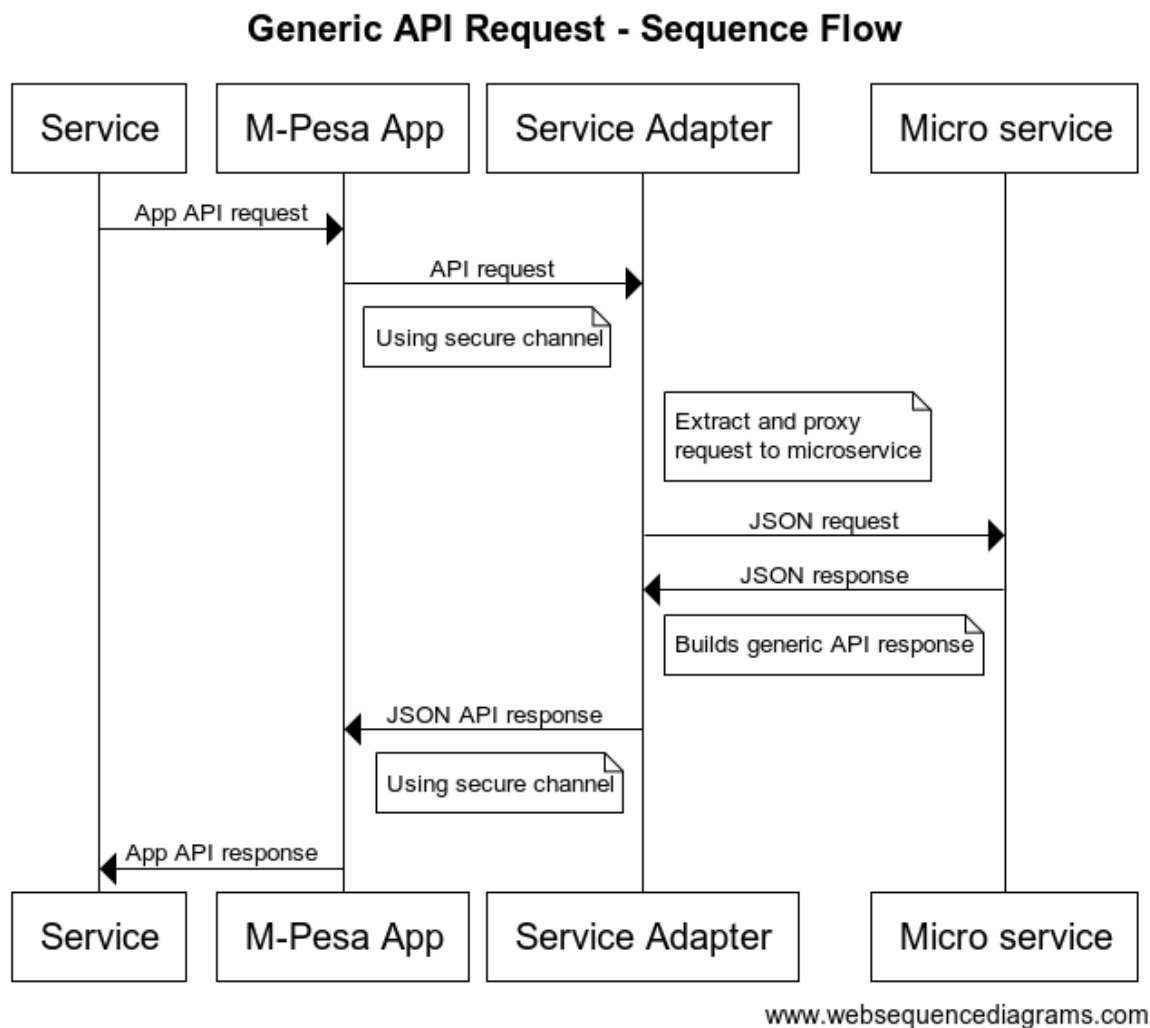 Generic API Request - Sequence Flow
Service
M-Pesa App
Service Adapter
Micro service
App API request
API request
Using secure channel
Extract and proxy
request to microservice
JSON request
JSON response
Builds generic API response
JSON API response
Using secure channel
App API response
Service
M-Pesa App
Service Adapter
Micro service
www.websequencediagrams.com